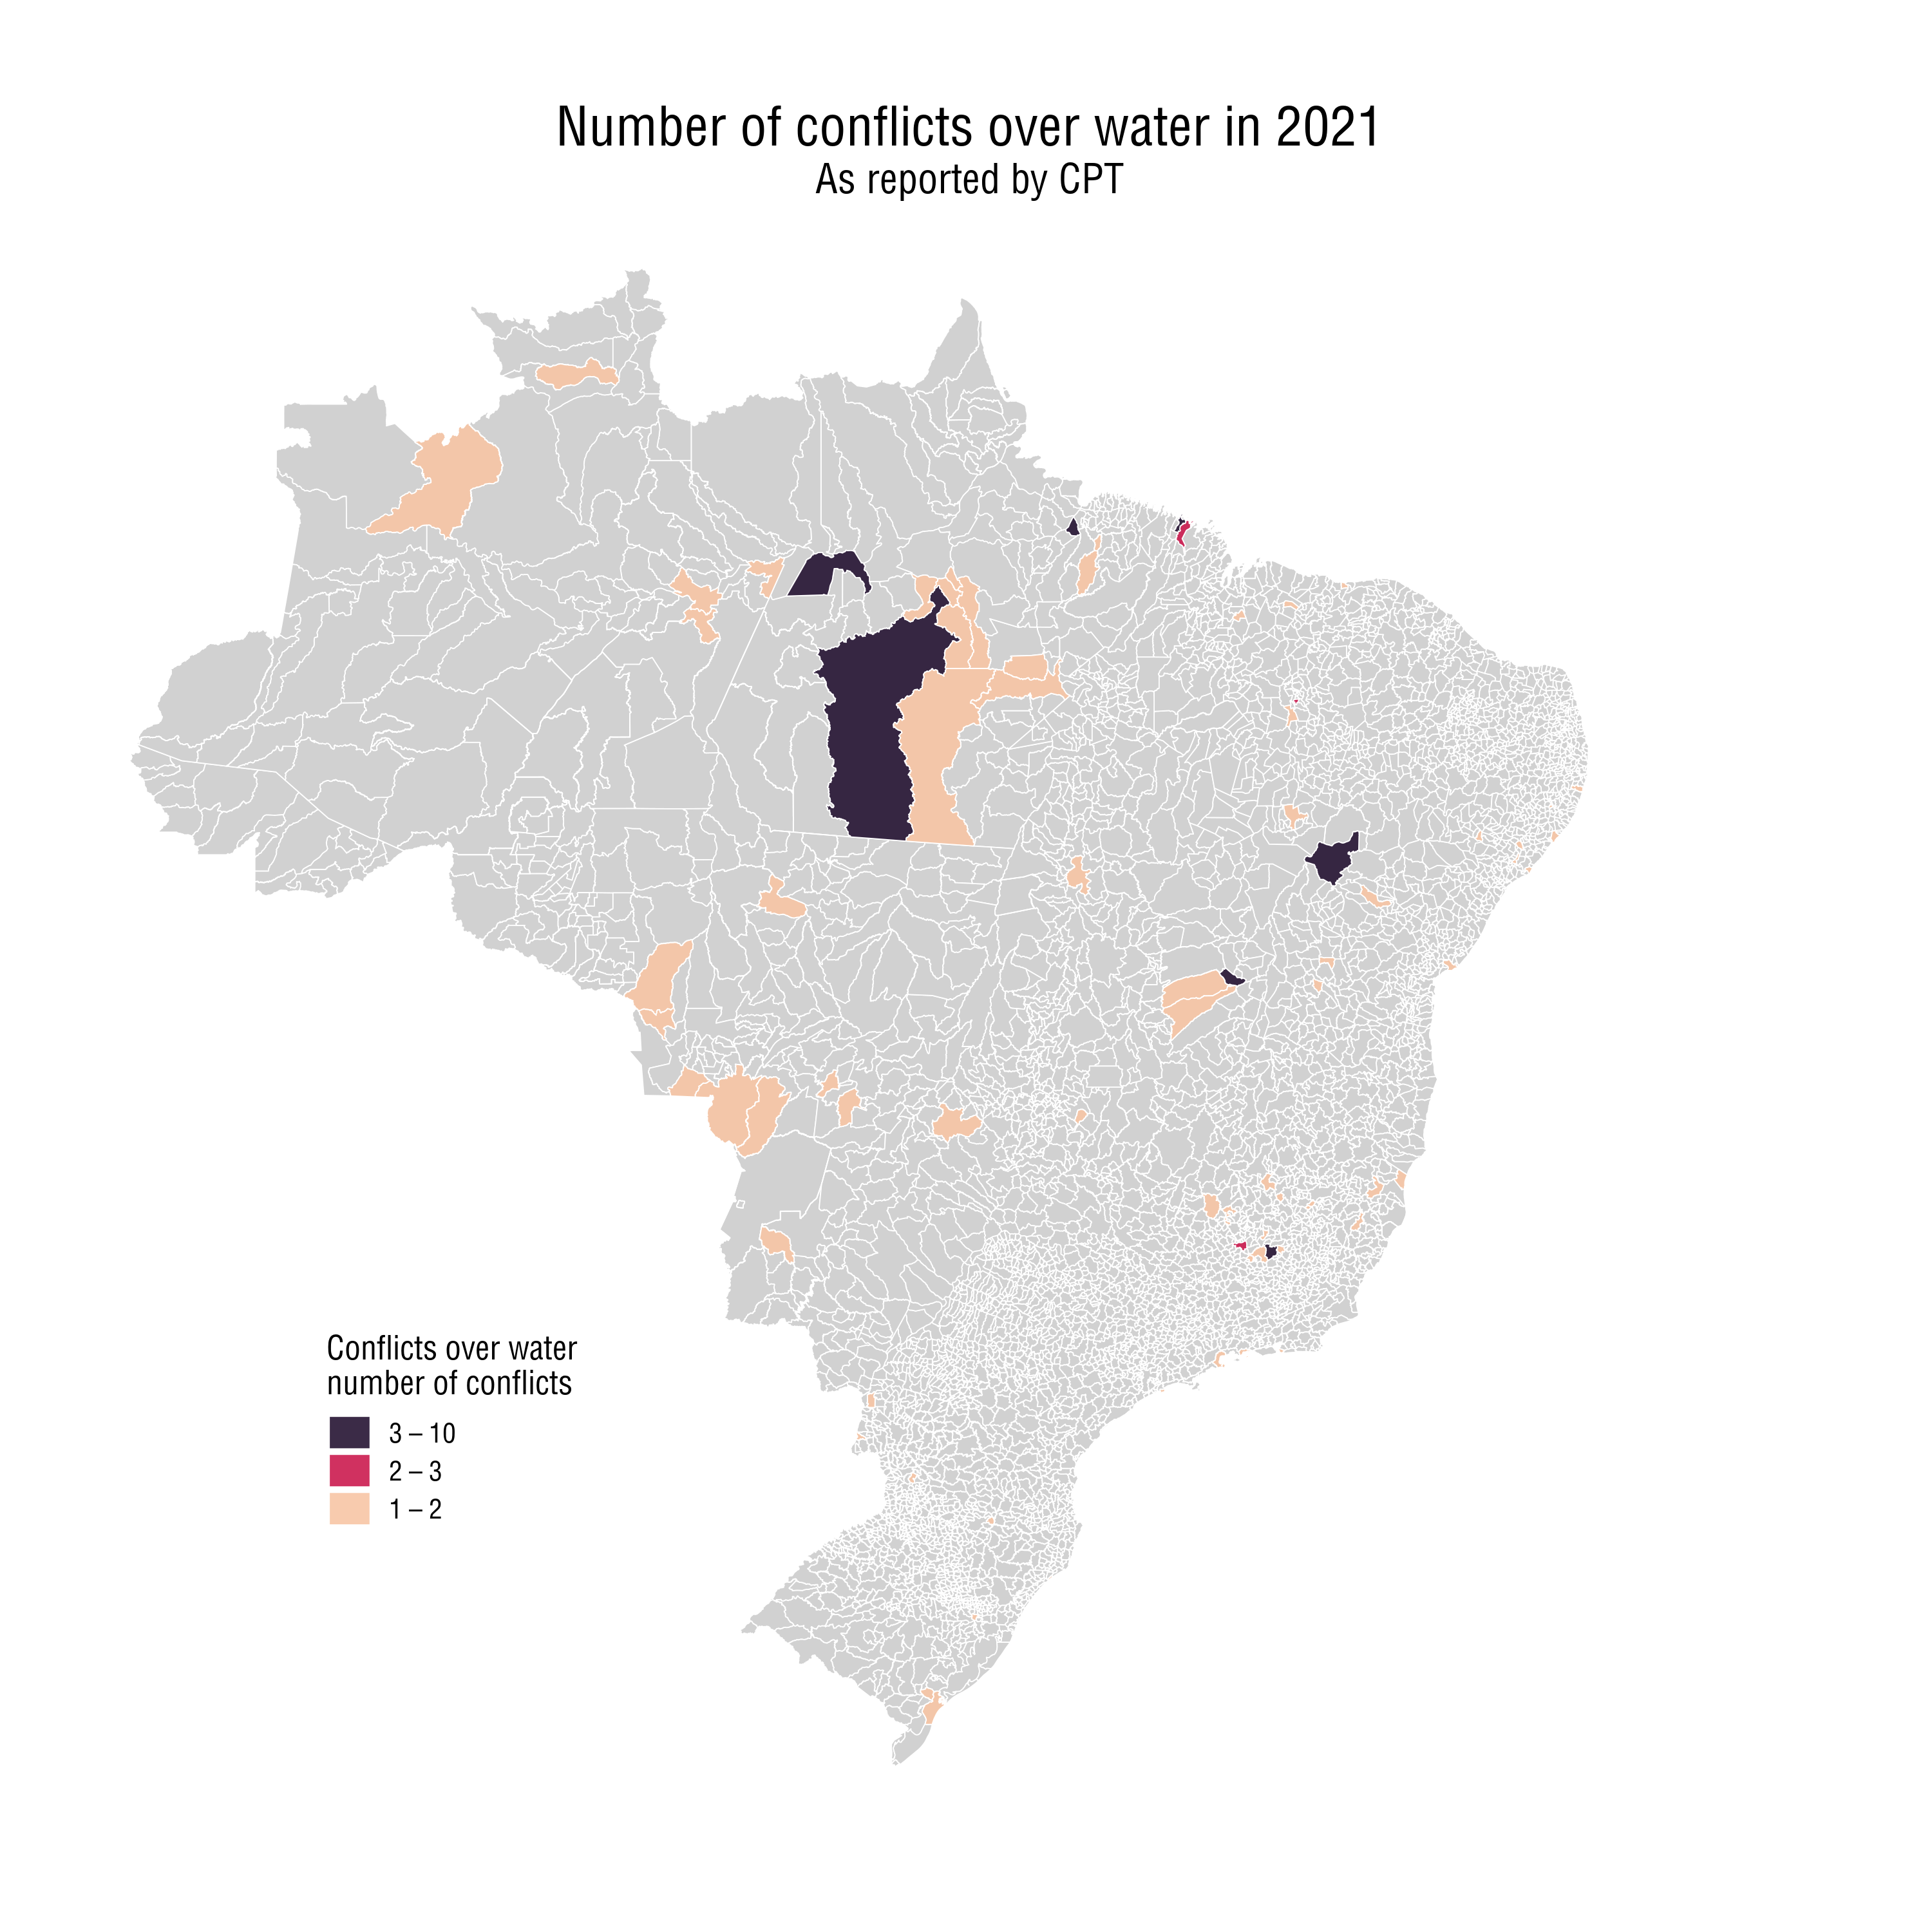 Number of conflicts over water in 2021
As reported by CPT
Conflicts over water
number of conflicts
3 – 10
2 – 3
1 – 2